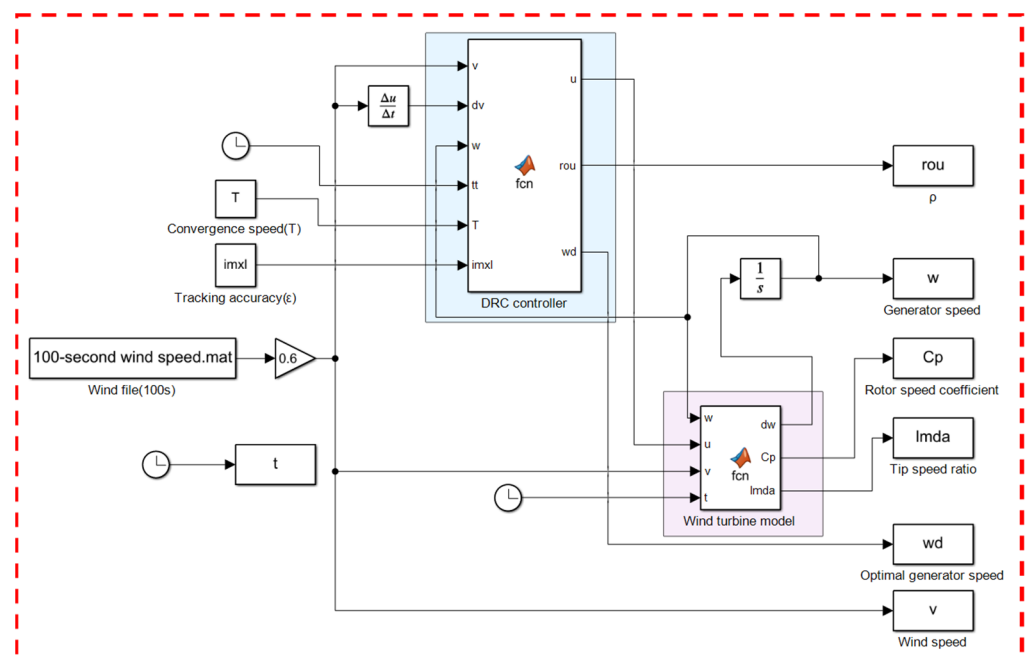 v
Δu
Δt
dv
w
tt
T
imxl
fcn
u
rou
wd
DRC controller
T
Convergence speed(T)
imxl
Tracking accuracy(ε)
rou
ρ
1
s
w
Generator speed
100-second wind speed.mat
0.6
Wind file(100s)
Cp
Rotor speed coefficient
t
w
u
v
t
fcn
dw
Cp
lmda
Wind turbine model
lmda
Tip speed ratio
wd
Optimal generator speed
v
Wind speed